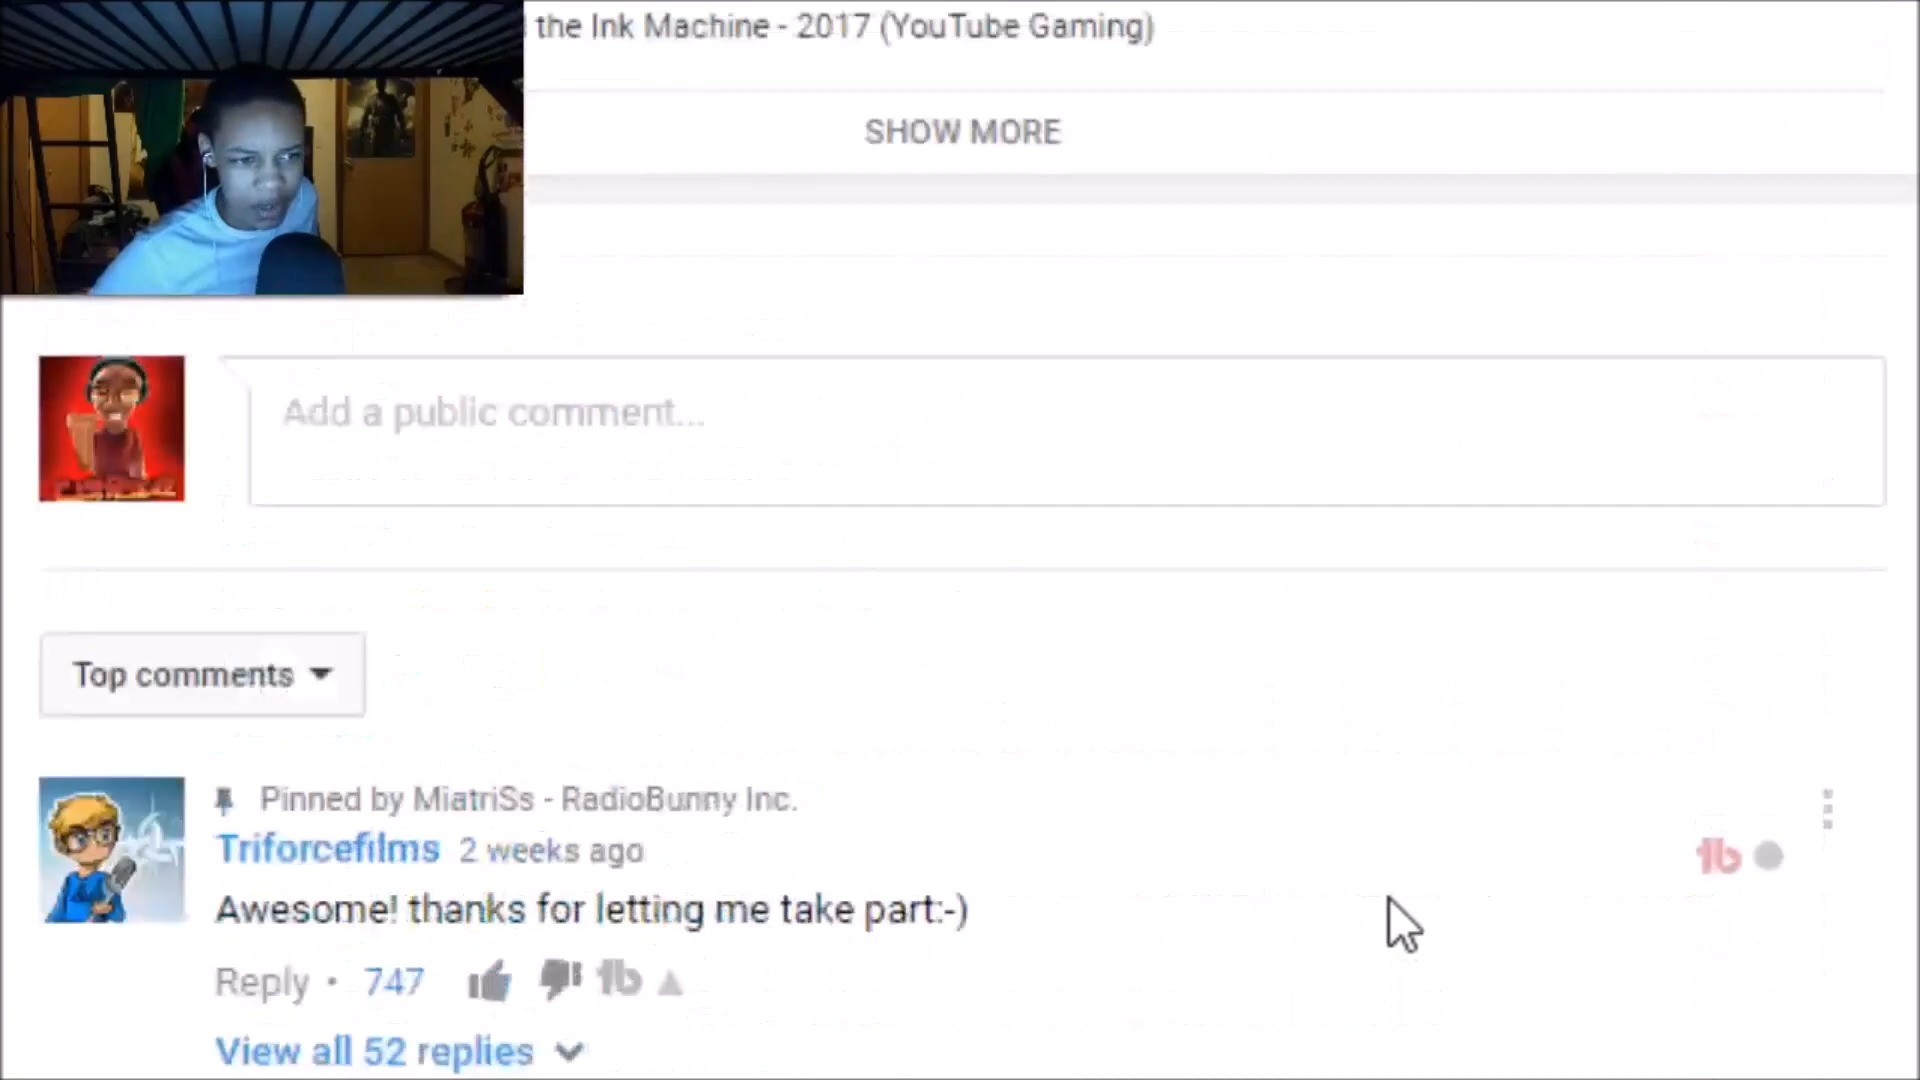 the Ink Machine - 2017 (YouTube Gaming)
SHOW MORE
Add a public comment...
Top comments
Pinned by MiatriSs - RadioBunny Inc.
Triforcefilms 2 weeks ago
Awesome! thanks for letting me take part:-)
Reply · 747
View all 52 replies